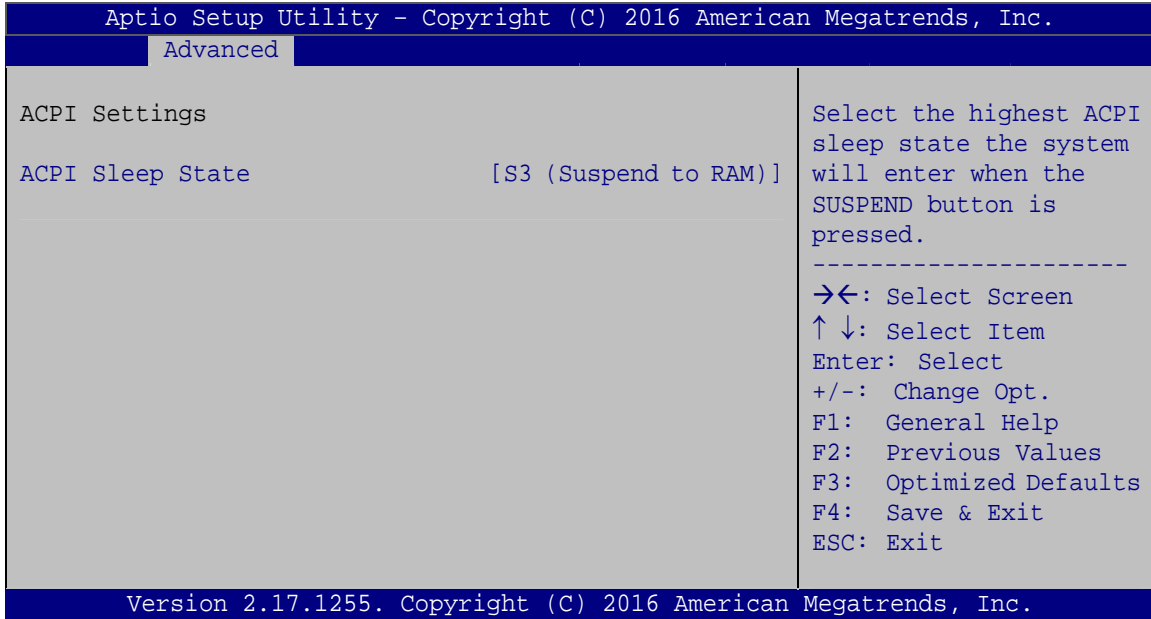 Aptio Setup Utility – Copyright (C) 2016 American Megatrends, Inc.
Advanced
ACPI Settings
ACPI Sleep State [S3 (Suspend to RAM)]
Select the highest ACPI
sleep state the system
will enter when the
SUSPEND button is
pressed.
----------------------
→←: Select Screen
↑ ↓: Select Item
Enter: Select
+/-: Change Opt.
F1: General Help
F2: Previous Values
F3: Optimized Defaults
F4: Save & Exit
ESC: Exit
Version 2.17.1255. Copyright (C) 2016 American Megatrends, Inc.